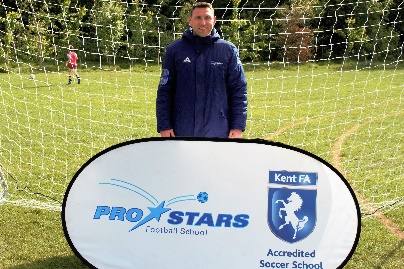 PRO STARS
Football School
Kent FA
Accredited
Soccer School